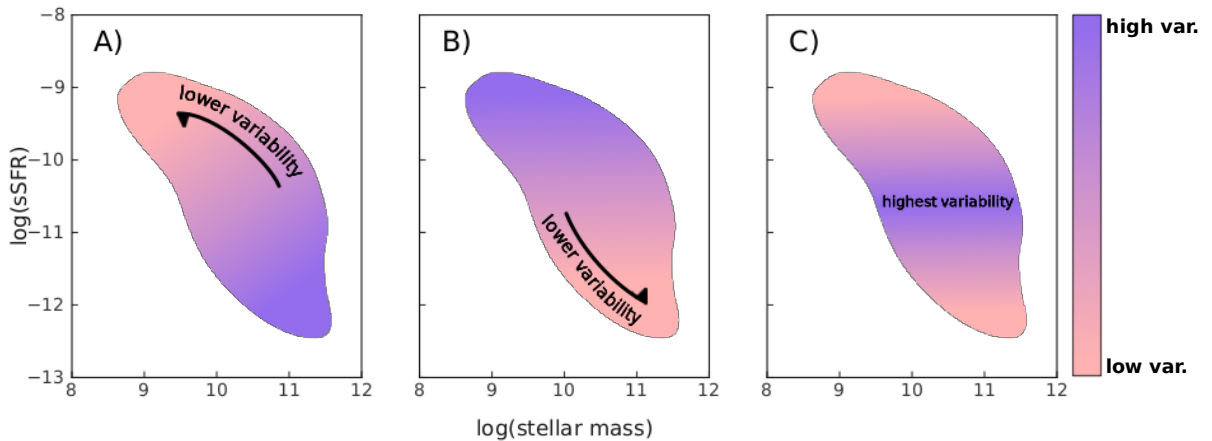 A)
B)
C)
high var.
low var.
lower variability
lower variability
highest variability
−8
−9
−10
−11
−12
−13
log(sSFR)
8 9 10 11 12
8 9 10 11 12
8 9 10 11 12
log(stellar mass)